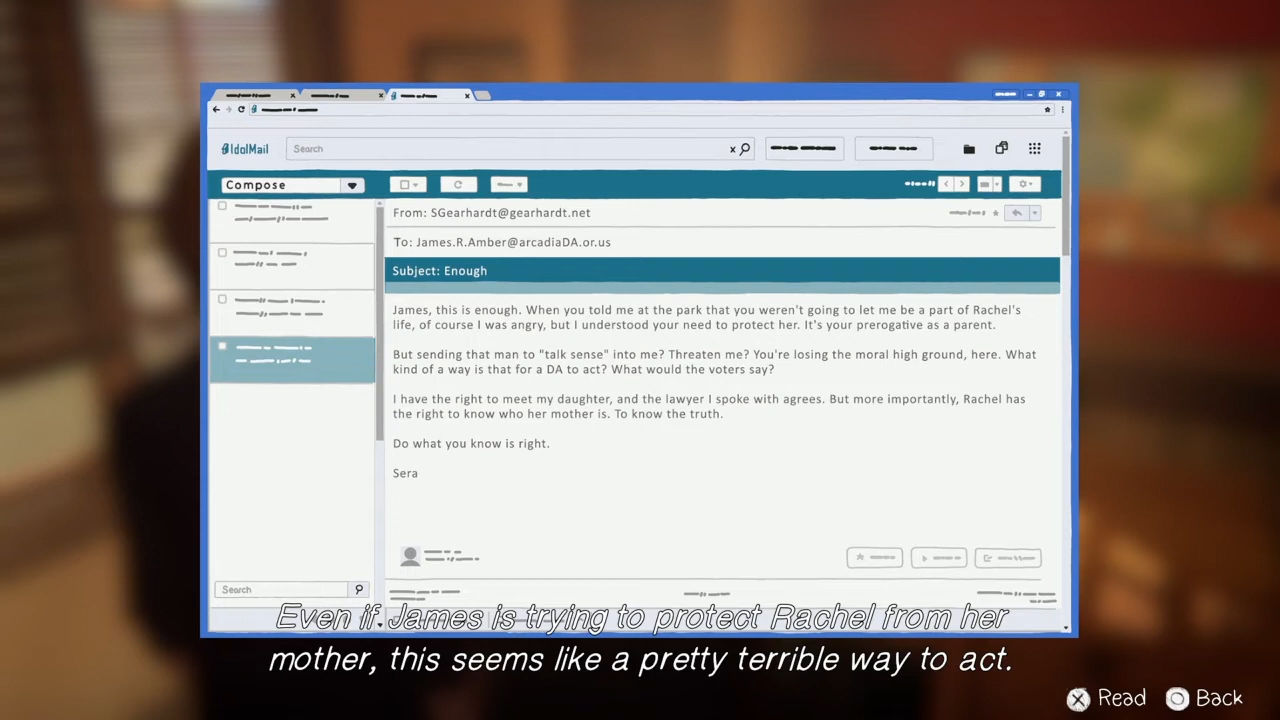 IdolMail
Search
x
Compose
From: SGearhardt@gearhardt.net
To: James.R.Amber@arcadiaDA.or.us
Subject: Enough
James, this is enough. When you told me at the park that you weren't going to let me be a part of Rachel's
life, of course I was angry, but I understood your need to protect her. It's your prerogative as a parent.
But sending that man to "talk sense" into me? Threaten me? You're losing the moral high ground, here. What
kind of a way is that for a DA to act? What would the voters say?
I have the right to meet my daughter, and the lawyer I spoke with agrees. But more importantly, Rachel has
the right to know who her mother is. To know the truth.
Do what you know is right.
Sera
Search
Even if James is trying to protect Rachel from her
mother, this seems like a pretty terrible way to act.
Read
Back